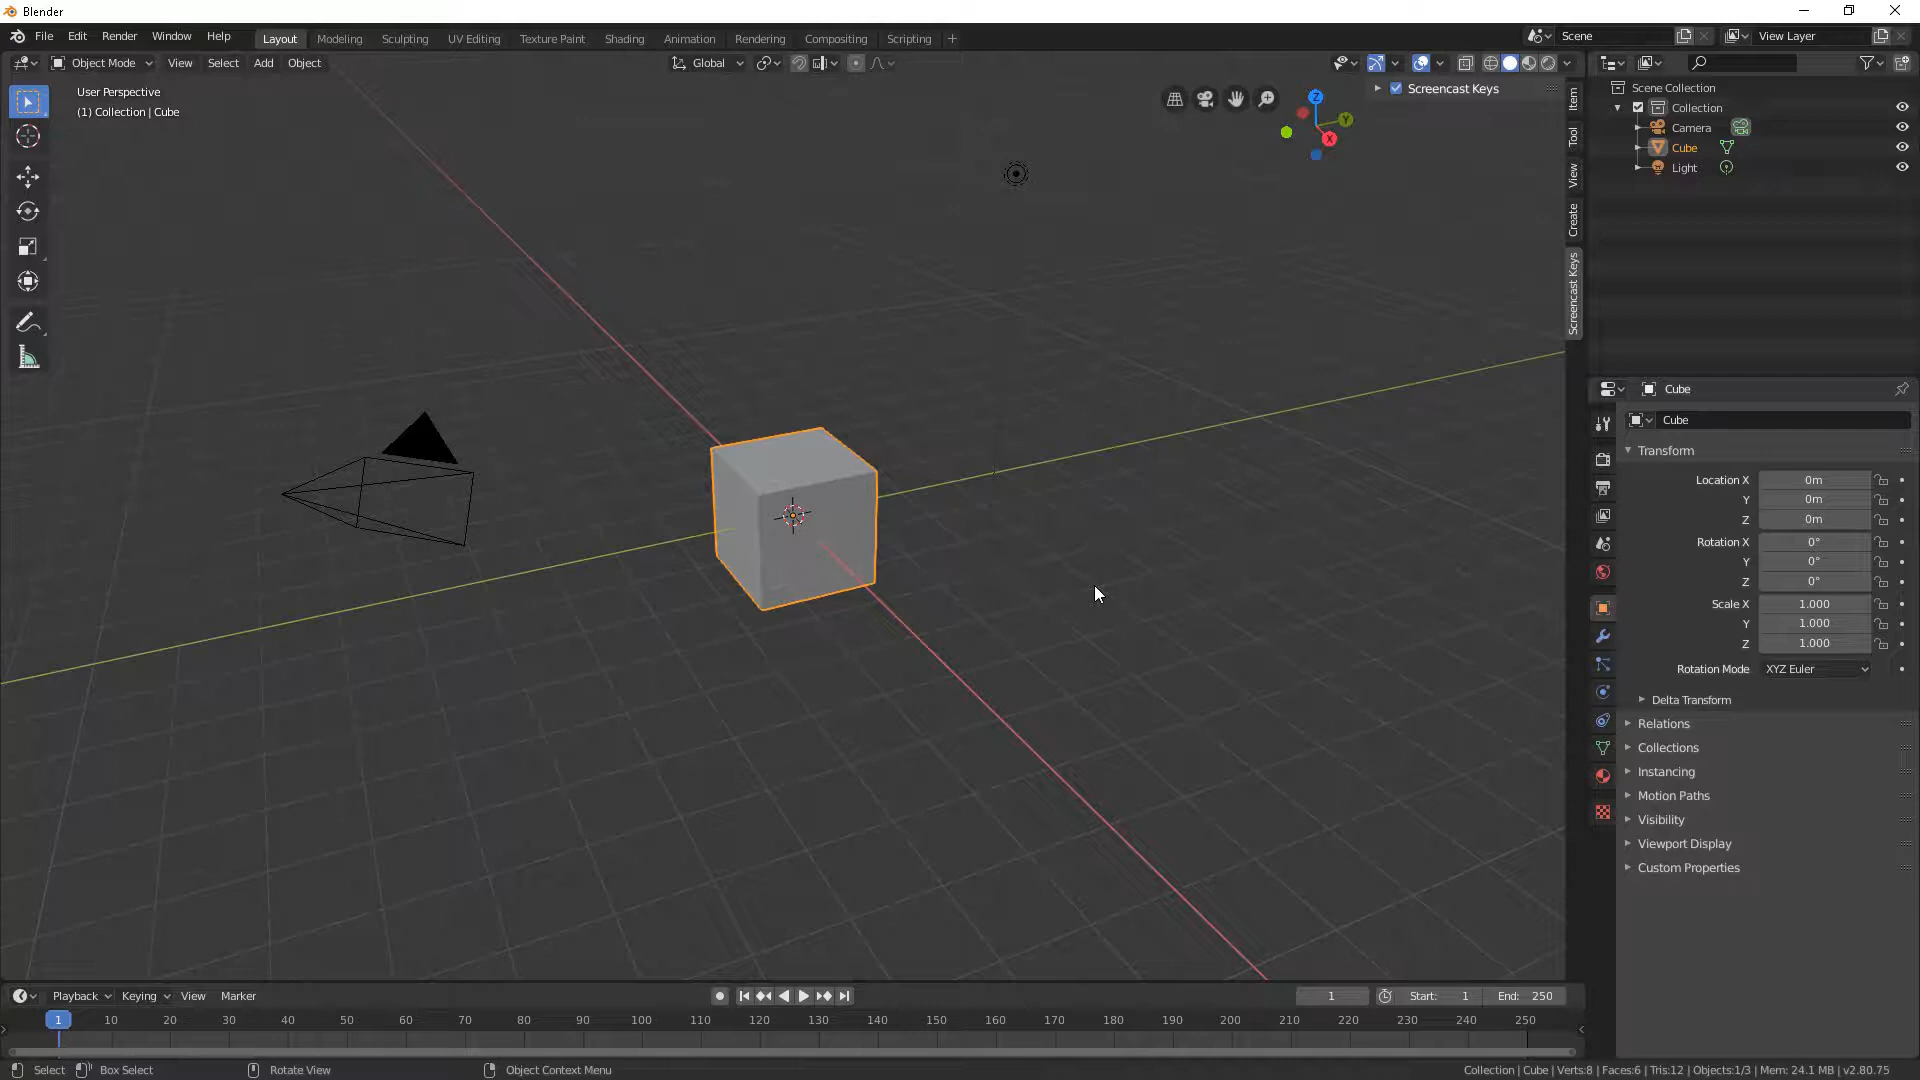 Blender
File Edit Render Window Help Layout Modeling Sculpting UV Editing Texture Paint Shading Animation Rendering Compositing Scripting + Scene View Layer
Object Mode View Select Add Object Global
User Perspective
(1) Collection | Cube
Screencast Keys
Z
Y
X
Item
Tool
View
Create
Screencast Keys
Scene Collection
Collection
Camera
Cube
Light
Cube
Cube
Transform
Location X 0m
Y 0m
Z 0m
Rotation X 0°
Y 0°
Z 0°
Scale X 1.000
Y 1.000
Z 1.000
Rotation Mode XYZ Euler
Delta Transform
Relations
Collections
Instancing
Motion Paths
Visibility
Viewport Display
Custom Properties
Playback Keying View Marker 1 Start: 1 End: 250
1 10 20 30 40 50 60 70 80 90 100 110 120 130 140 150 160 170 180 190 200 210 220 230 240 250
Select Box Select Rotate View Object Context Menu Collection | Cube | Verts:8 | Faces:6 | Tris:12 | Objects:1/3 | Mem: 24.1 MB | v2.80.75